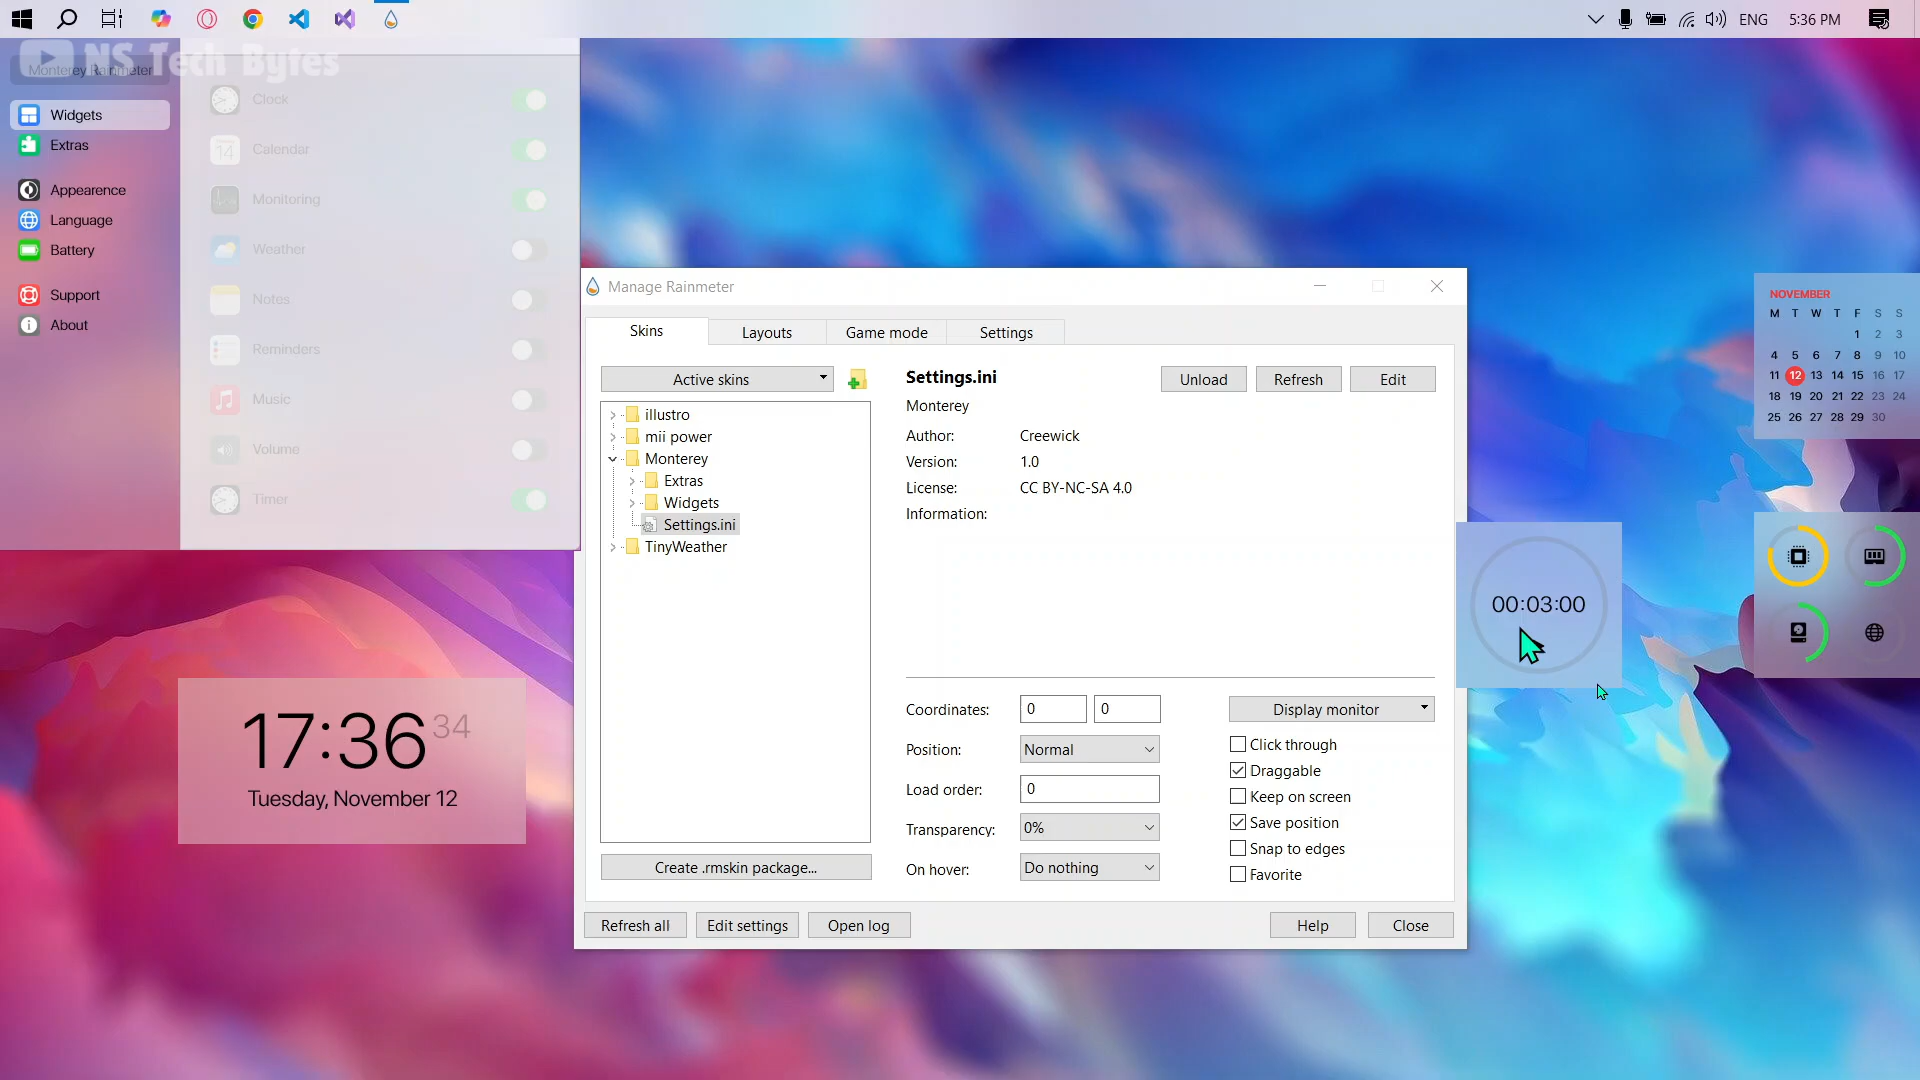 ENG
5:36 PM
NS Tech Bytes
Monterey Rainmeter
Widgets
Extras
Appearence
Language
Battery
Support
About
Clock
14
Calendar
Monitoring
Weather
Notes
Reminders
Music
Volume
Timer
17:36 34
Tuesday, November 12
Manage Rainmeter
Skins
Layouts
Game mode
Settings
Active skins
illustro
mii power
Monterey
Extras
Widgets
Settings.ini
TinyWeather
Create .rmskin package...
Settings.ini
Unload
Refresh
Edit
Monterey
Author: Creewick
Version: 1.0
License: CC BY-NC-SA 4.0
Information:
Coordinates: 0 0
Position: Normal
Load order: 0
Transparency: 0%
On hover: Do nothing
Display monitor
Click through
Draggable
Keep on screen
Save position
Snap to edges
Favorite
Refresh all
Edit settings
Open log
Help
Close
00:03:00
NOVEMBER
M T W T F S S
1 2 3
4 5 6 7 8 9 10
11 12 13 14 15 16 17
18 19 20 21 22 23 24
25 26 27 28 29 30